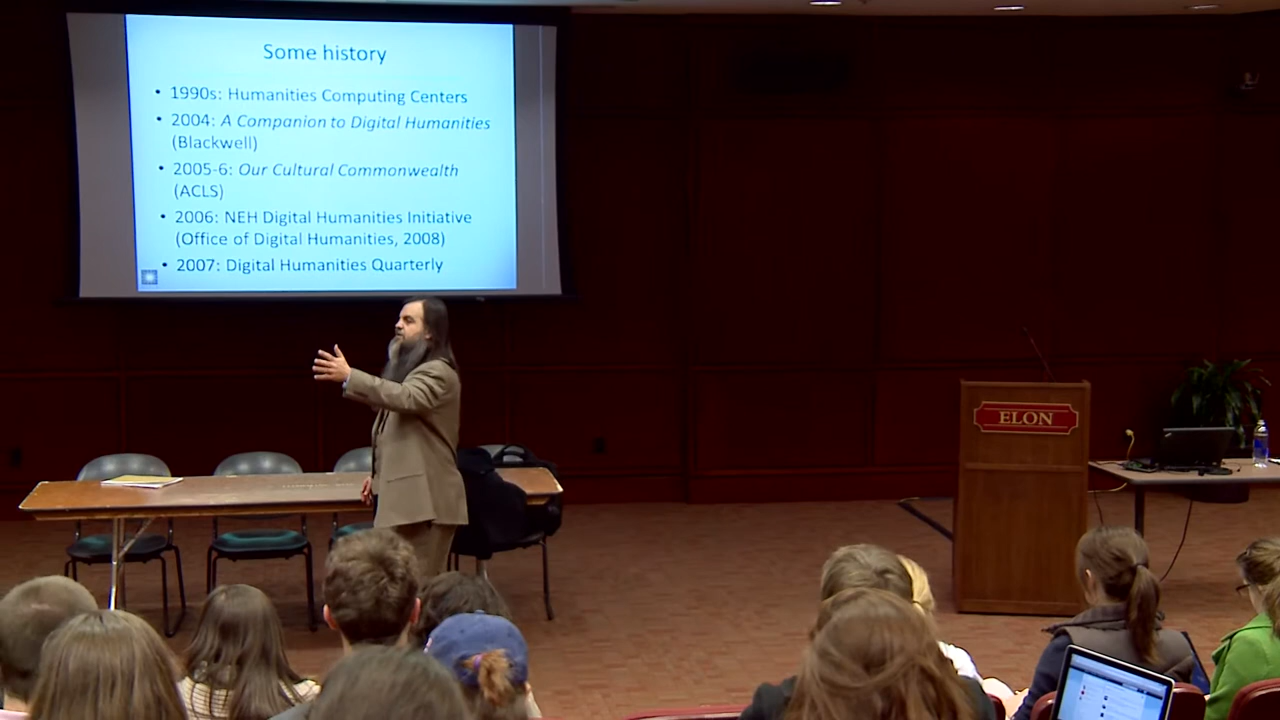 Some history
• 1990s: Humanities Computing Centers
• 2004: A Companion to Digital Humanities
(Blackwell)
• 2005-6: Our Cultural Commonwealth
(ACLS)
• 2006: NEH Digital Humanities Initiative
(Office of Digital Humanities, 2008)
• 2007: Digital Humanities Quarterly
ELON